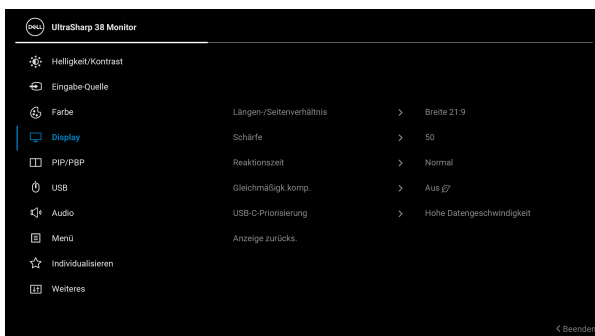 DELL UltraSharp 38 Monitor
Helligkeit/Kontrast
Eingabe-Quelle
Farbe Längen-/Seitenverhältnis > Breite 21:9
Display Schärfe > 50
PIP/PBP Reaktionszeit > Normal
USB Gleichmäßigk.komp. > Aus
Audio USB-C-Priorisierung > Hohe Datengeschwindigkeit
Menü Anzeige zurücks.
Individualisieren
Weiteres
< Beenden